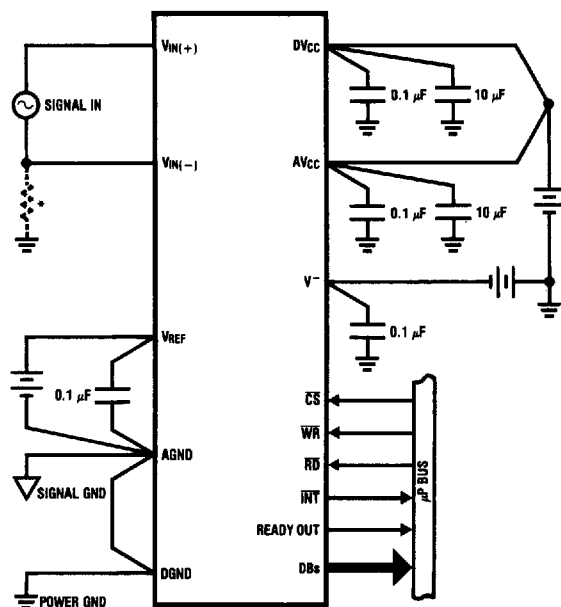 VIN(+)
SIGNAL IN
VIN(–)
*
VREF
0.1 µF
AGND
SIGNAL GND
DGND
POWER GND
DVCC
0.1 µF
10 µF
AVCC
0.1 µF
10 µF
V–
0.1 µF
CS
WR
RD
INT
READY OUT
DBs
µP BUS